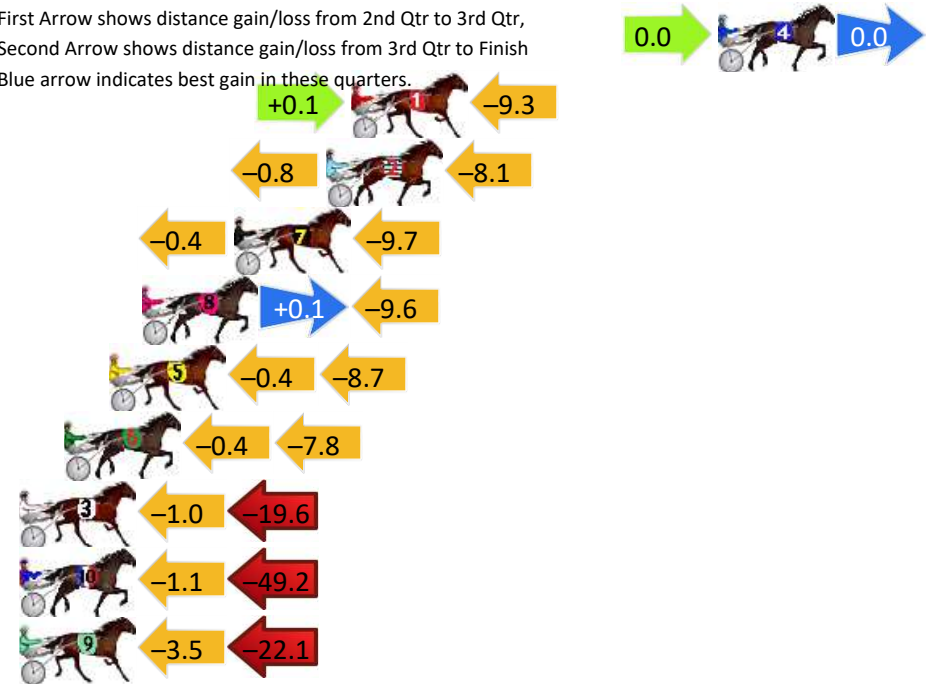 First Arrow shows distance gain/loss from 2nd Qtr to 3rd Qtr,
Second Arrow shows distance gain/loss from 3rd Qtr to Finish
Blue arrow indicates best gain in these quarters.
0.0 4 0.0
+0.1 1 –9.3
–0.8 2 –8.1
–0.4 7 –9.7
8 +0.1 –9.6
5 –0.4 –8.7
6 –0.4 –7.8
3 –1.0 –19.6
10 –1.1 –49.2
9 –3.5 –22.1